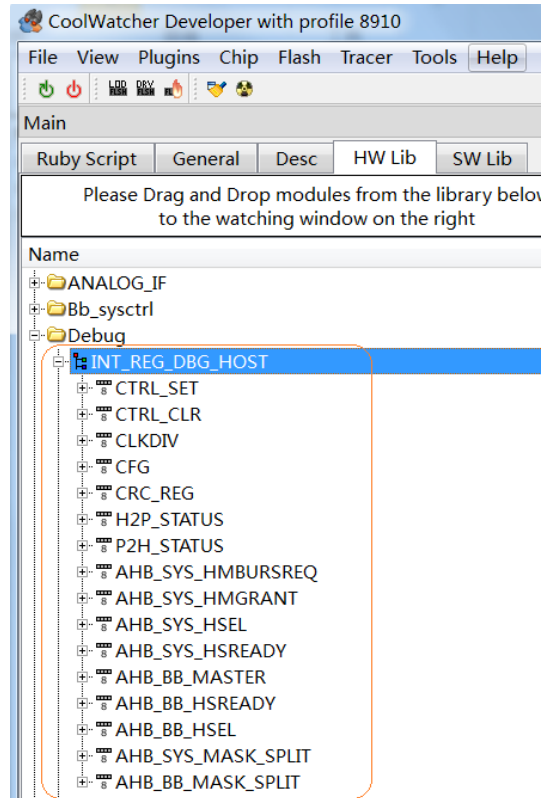 CoolWatcher Developer with profile 8910
File View Plugins Chip Flash Tracer Tools Help
Main
Ruby Script General Desc HW Lib SW Lib
Please Drag and Drop modules from the library below
to the watching window on the right
Name
ANALOG_IF
Bb_sysctrl
Debug
INT_REG_DBG_HOST
CTRL_SET
CTRL_CLR
CLKDIV
CFG
CRC_REG
H2P_STATUS
P2H_STATUS
AHB_SYS_HMBURSREQ
AHB_SYS_HMGRANT
AHB_SYS_HSEL
AHB_SYS_HSREADY
AHB_BB_MASTER
AHB_BB_HSREADY
AHB_BB_HSEL
AHB_SYS_MASK_SPLIT
AHB_BB_MASK_SPLIT